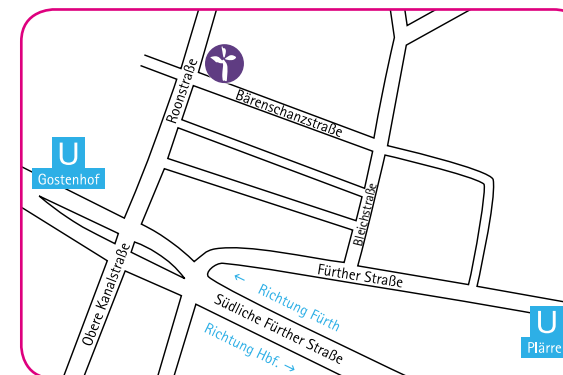 Roonstraße
Bärenschanzstraße
U
Gostenhof
Bleichstraße
Obere Kanalstraße
Fürther Straße
← Richtung Fürth
Südliche Fürther Straße
Richtung Hbf. →
U
Plärrer